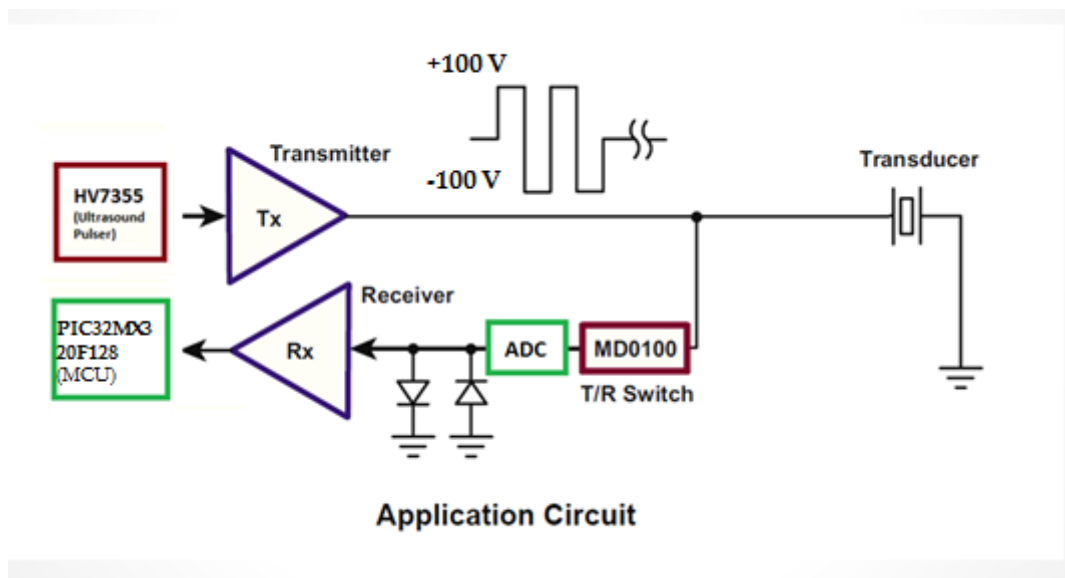 +100 V
-100 V
Transmitter
Transducer
HV7355
(Ultrasound
Pulser)
Tx
Receiver
PIC32MX3
20F128
(MCU)
Rx
ADC
MD0100
T/R Switch
Application Circuit